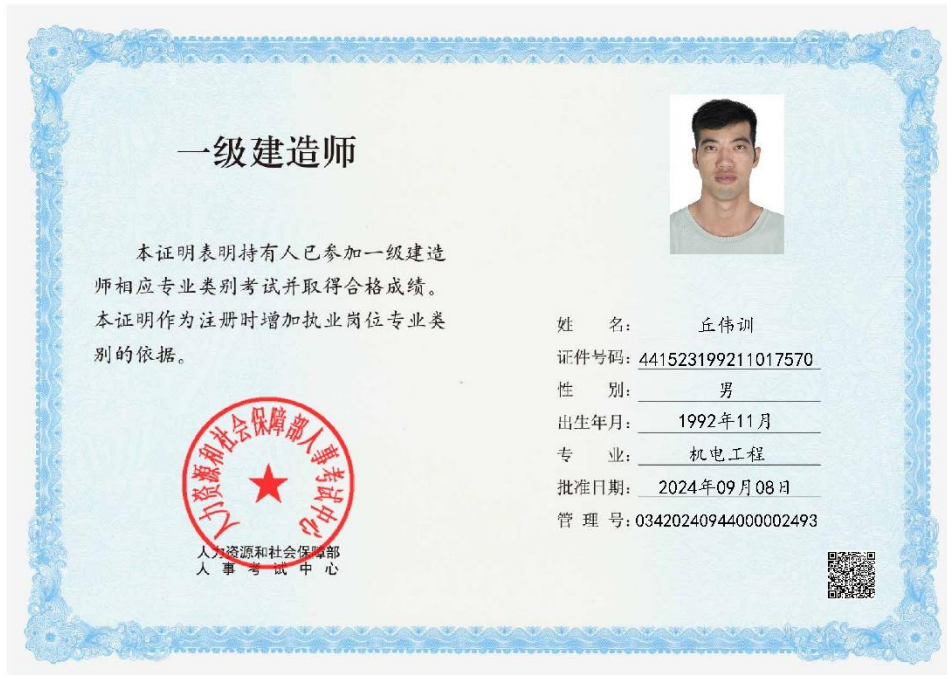 一级建造师
本证明表明持有人已参加一级建造
师相应专业类别考试并取得合格成绩。
本证明作为注册时增加执业岗位专业类
别的依据。
人力资源和社会保障部人事考试中心
人力资源和社会保障部
人事考试中心
姓 名： 丘伟训
证件号码：441523199211017570
性 别： 男
出生年月： 1992年11月
专 业： 机电工程
批准日期： 2024年09月08日
管 理 号：03420240944000002493